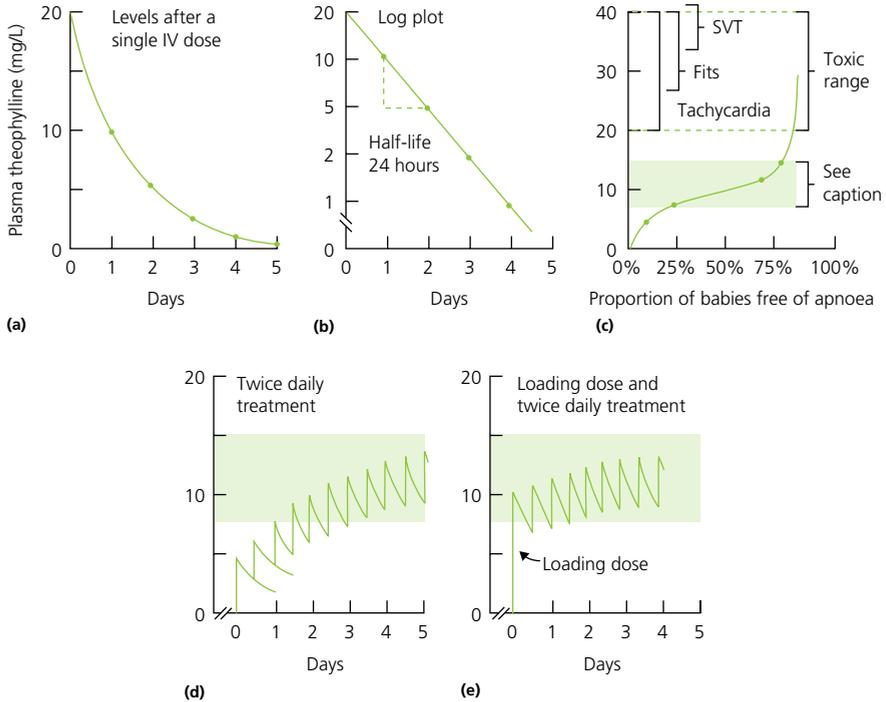 Plasma theophylline (mg/L)
20
10
0
Levels after a
single IV dose
0 1 2 3 4 5
Days
(a)
20
10
5
2
1
0
Log plot
Half-life
24 hours
0 1 2 3 4 5
Days
(b)
40
30
20
10
0
SVT
Fits
Tachycardia
Toxic
range
See
caption
0% 25% 50% 75% 100%
Proportion of babies free of apnoea
(c)
20
10
0
Twice daily
treatment
0 1 2 3 4 5
Days
(d)
20
10
0
Loading dose and
twice daily treatment
Loading dose
0 1 2 3 4 5
Days
(e)